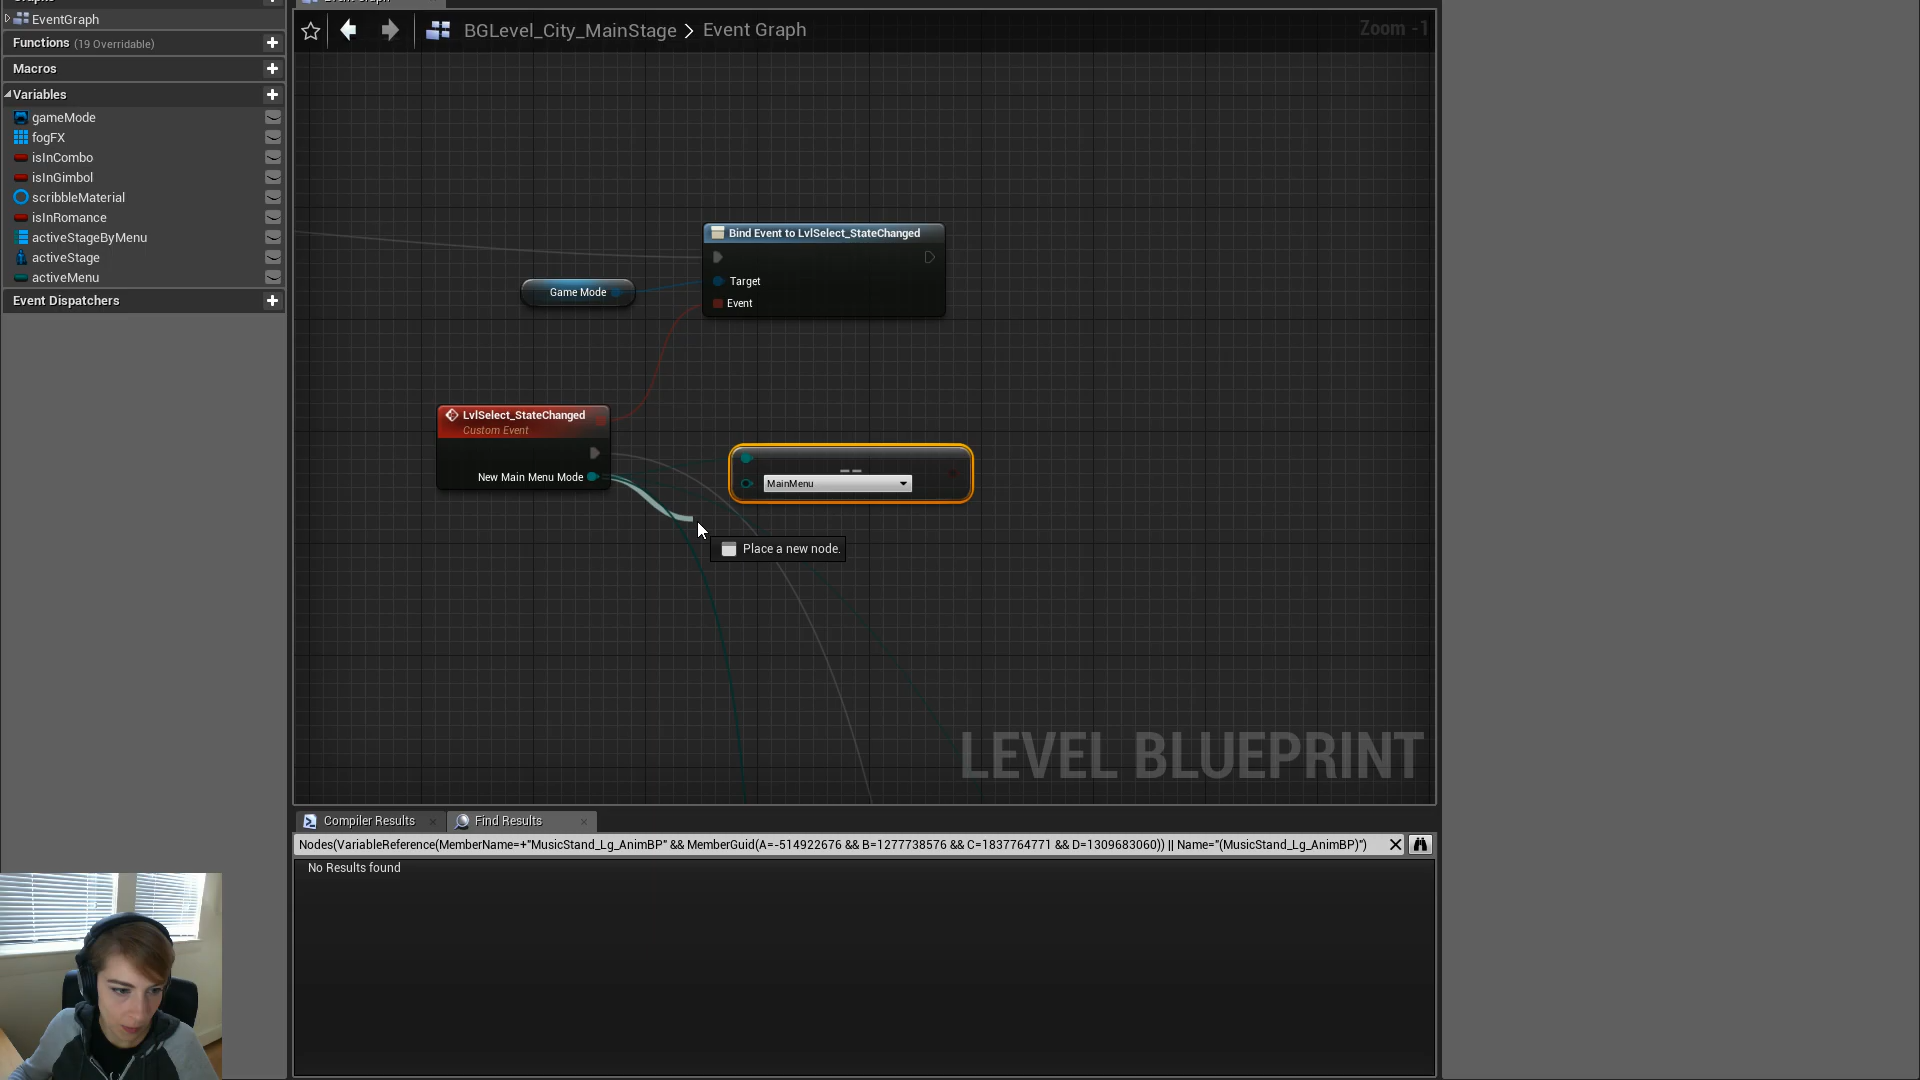 EventGraph
BGLevel_City_MainStage > Event Graph
Zoom -1
Functions (19 Overridable)
Macros
Variables
gameMode
fogFX
isInCombo
isInGimbol
scribbleMaterial
isInRomance
activeStageByMenu
activeStage
activeMenu
Event Dispatchers
Bind Event to LvlSelect_StateChanged
Target
Event
Game Mode
LvlSelect_StateChanged
Custom Event
New Main Menu Mode
==
MainMenu
Place a new node.
LEVEL BLUEPRINT
Compiler Results
Find Results
Nodes(VariableReference(MemberName=+"MusicStand_Lg_AnimBP" && MemberGuid(A=-514922676 && B=1277738576 && C=1837764771 && D=1309683060)) || Name="(MusicStand_Lg_AnimBP)")
No Results found